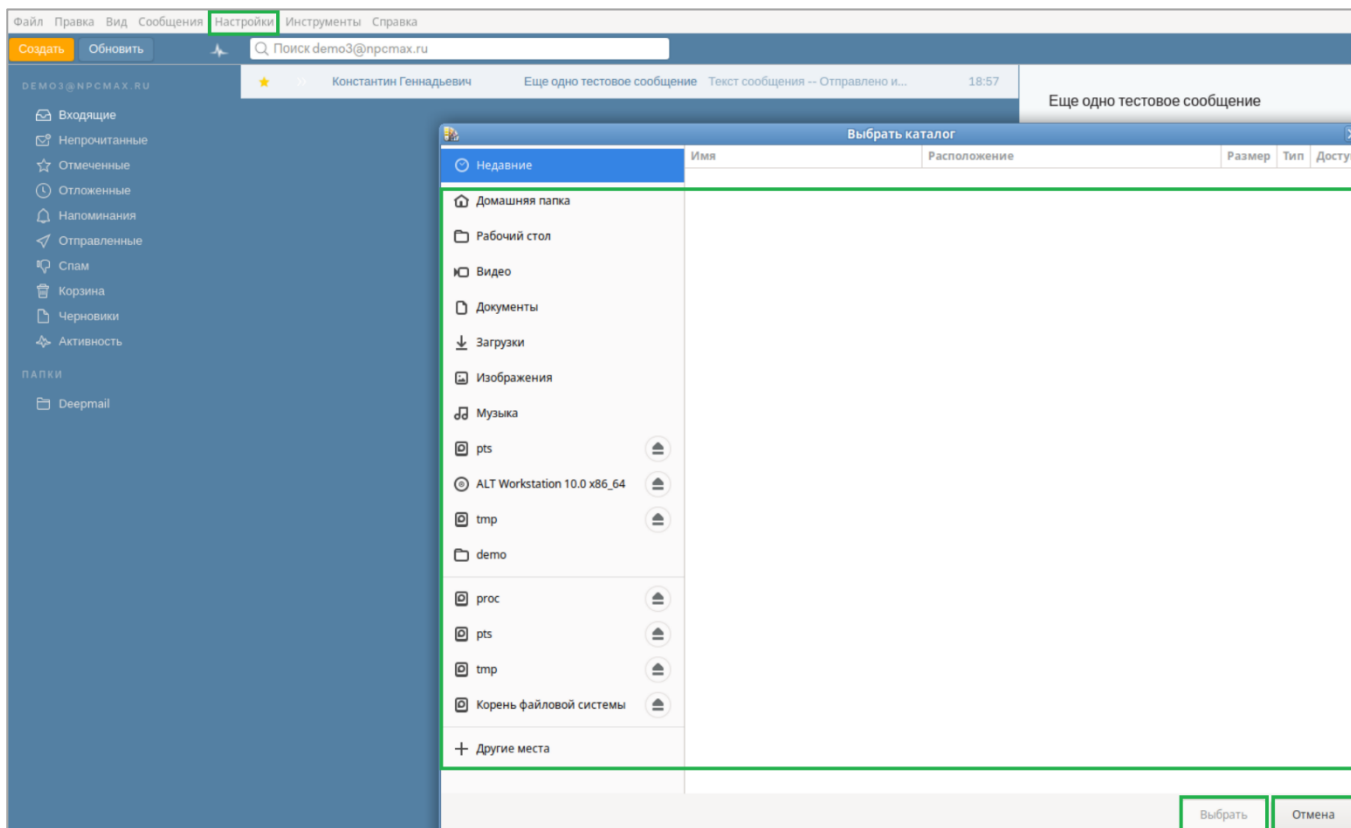 Файл Правка Вид Сообщения Настройки Инструменты Справка
Создать Обновить Поиск demo3@npcmax.ru
DEMO3@NPCMAX.RU
Входящие
Непрочитанные
Отмеченные
Отложенные
Напоминания
Отправленные
Спам
Корзина
Черновики
Активность
ПАПКИ
Deepmail
Константин Геннадьевич Еще одно тестовое сообщение Текст сообщения -- Отправлено и... 18:57
Еще одно тестовое сообщение
Выбрать каталог
Имя Расположение Размер Тип
Недавние
Домашняя папка
Рабочий стол
Видео
Документы
Загрузки
Изображения
Музыка
pts
ALT Workstation 10.0 x86_64
tmp
demo
proc
pts
tmp
Корень файловой системы
Другие места
Выбрать Отмена